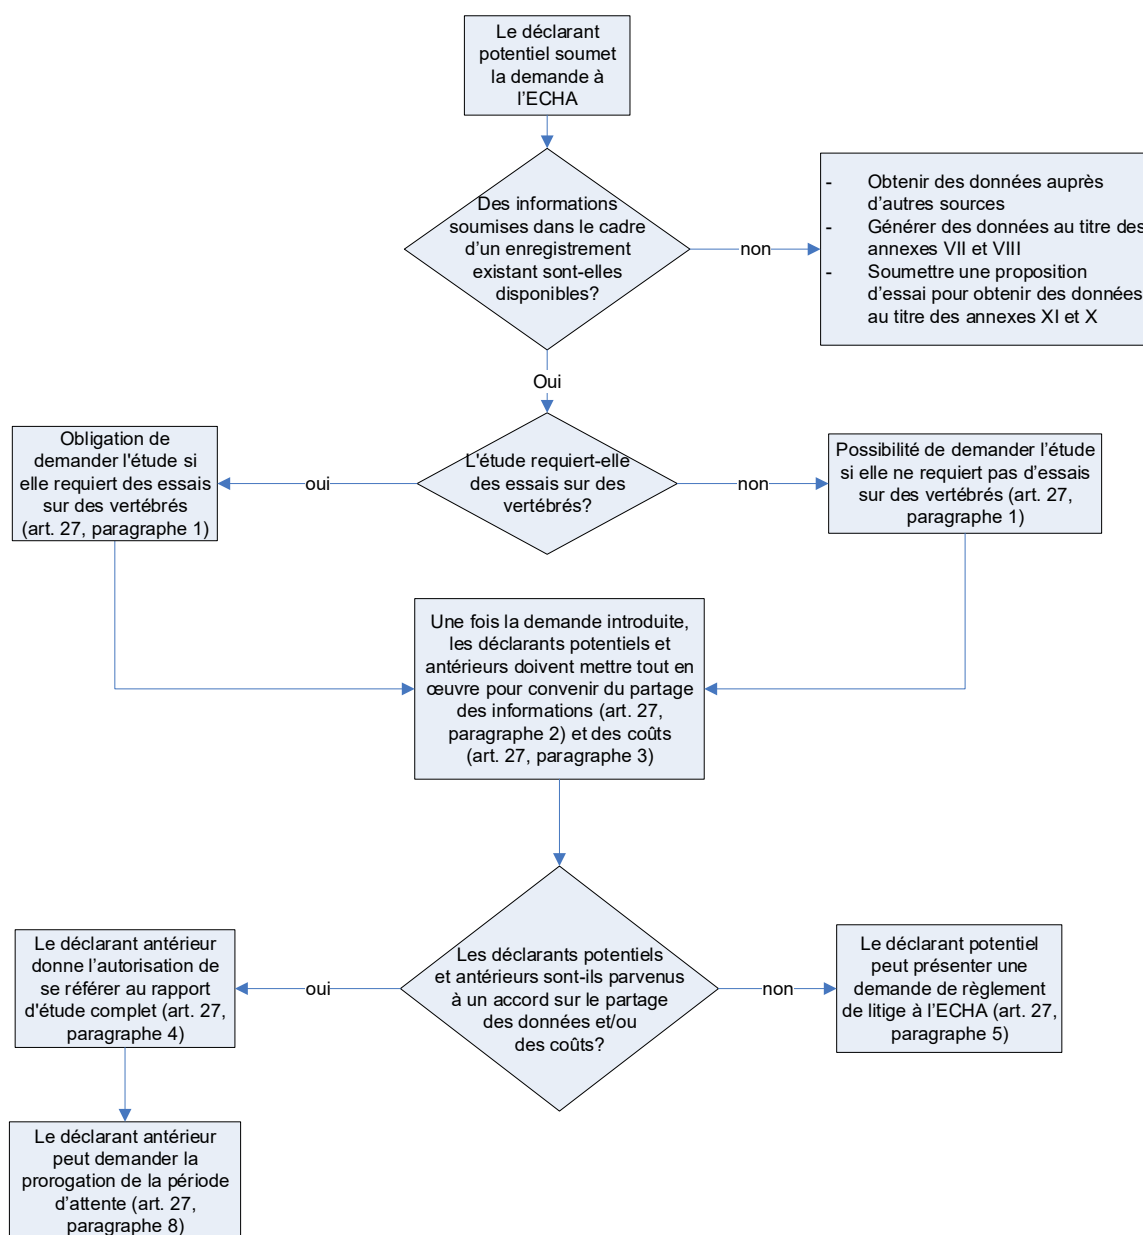 Le déclarant
potentiel soumet
la demande à
l'ECHA
Des informations
soumises dans le cadre
d'un enregistrement
existant sont-elles
disponibles?
non
- Obtenir des données auprès
d'autres sources
- Générer des données au titre des
annexes VII et VIII
- Soumettre une proposition
d'essai pour obtenir des données
au titre des annexes XI et X
Oui
Obligation de
demander l'étude si
elle requiert des essais
sur des vertébrés
(art. 27, paragraphe 1)
oui
L'étude requiert-elle
des essais sur des
vertébrés?
non
Possibilité de demander l'étude
si elle ne requiert pas d'essais
sur des vertébrés (art. 27,
paragraphe 1)
Une fois la demande introduite,
les déclarants potentiels et
antérieurs doivent mettre tout en
œuvre pour convenir du partage
des informations (art. 27,
paragraphe 2) et des coûts
(art. 27, paragraphe 3)
Le déclarant antérieur
donne l'autorisation de
se référer au rapport
d'étude complet (art. 27,
paragraphe 4)
oui
Les déclarants potentiels
et antérieurs sont-ils parvenus
à un accord sur le partage
des données et/ou
des coûts?
non
Le déclarant potentiel
peut présenter une
demande de règlement
de litige à l'ECHA (art. 27,
paragraphe 5)
Le déclarant antérieur
peut demander la
prorogation de la période
d'attente (art. 27,
paragraphe 8)